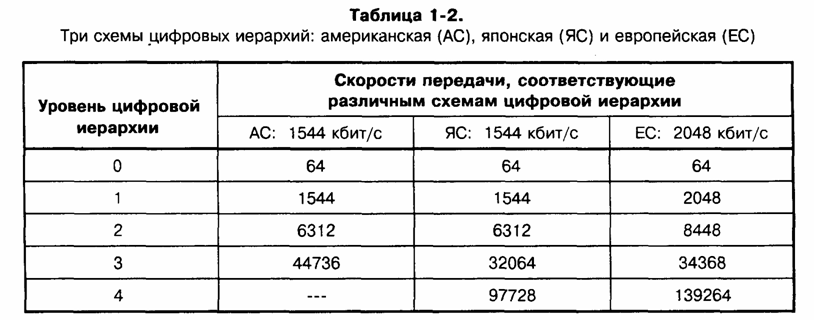 Таблица 1-2.
Три схемы цифровых иерархий: американская (АС), японская (ЯС) и европейская (ЕС)
Уровень цифровой иерархии
Скорости передачи, соответствующие
различным схемам цифровой иерархии
АС: 1544 кбит/с ЯС: 1544 кбит/с ЕС: 2048 кбит/с
0 64 64 64
1 1544 1544 2048
2 6312 6312 8448
3 44736 32064 34368
4 --- 97728 139264